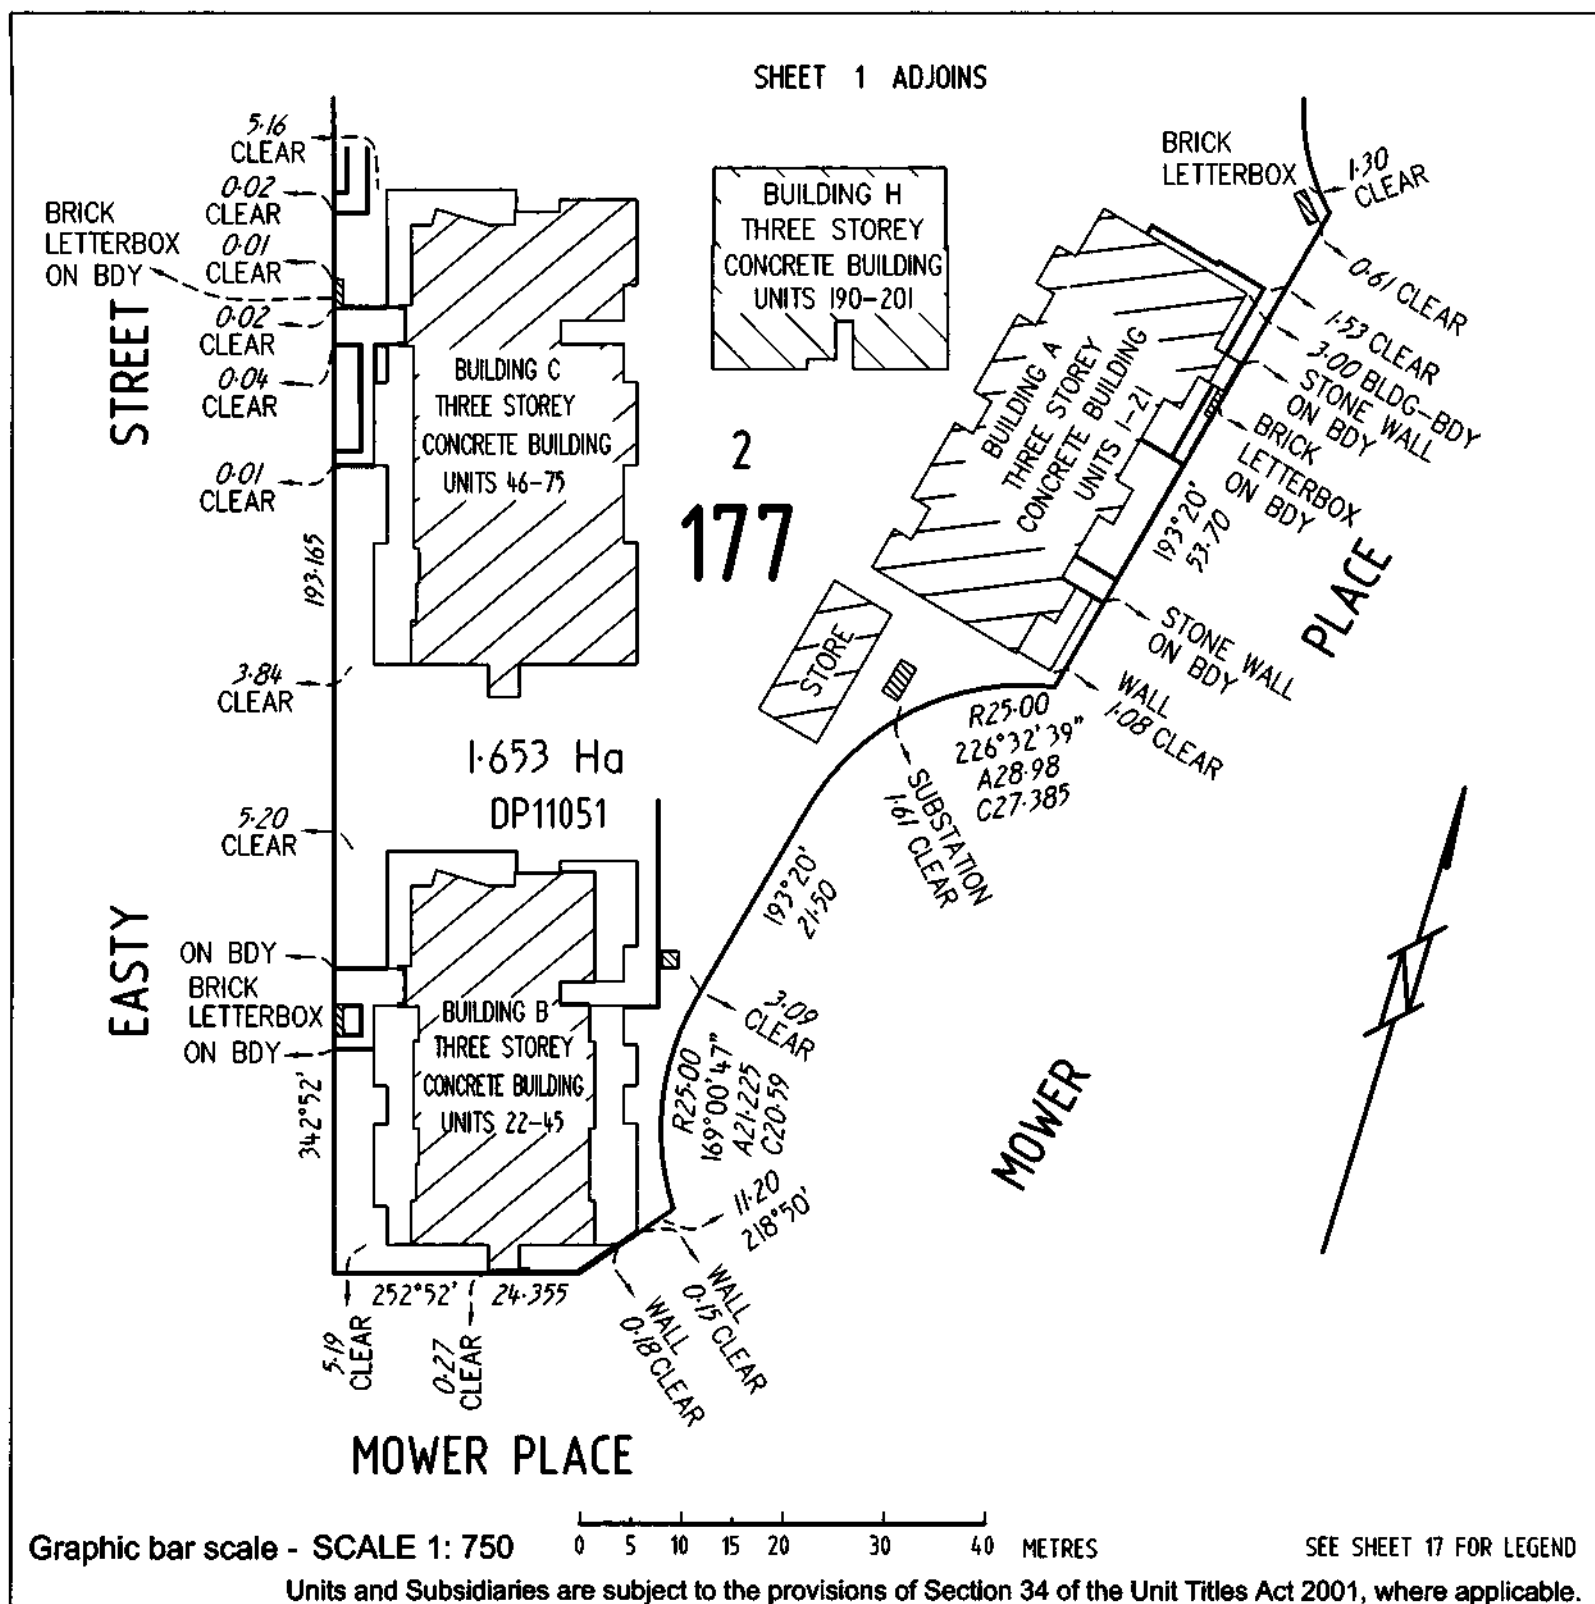 SHEET 1 ADJOINS
5.16
CLEAR
0.02
CLEAR
BRICK
LETTERBOX
ON BDY
0.01
CLEAR
0.02
CLEAR
0.04
CLEAR
0.01
CLEAR
STREET
193.165
3.84
CLEAR
BUILDING C
THREE STOREY
CONCRETE BUILDING
UNITS 46-75
BUILDING H
THREE STOREY
CONCRETE BUILDING
UNITS 190-201
2
177
BRICK
LETTERBOX
1.30
CLEAR
0.61 CLEAR
1.53 CLEAR
3.00 BLDG-BDY
STONE WALL
ON BDY
BRICK
LETTERBOX
ON BDY
BUILDING A
THREE STOREY
CONCRETE BUILDING
UNITS 1-21
193°20'
53.70
PLACE
STONE WALL
ON BDY
WALL
1.08 CLEAR
STORE
R25.00
226°32'39"
A28.98
C27.385
SUBSTATION
1.61 CLEAR
1.653 Ha
DP11051
5.20
CLEAR
193°20'
21.50
EASTY
ON BDY
BRICK
LETTERBOX
ON BDY
342°52'
BUILDING B
THREE STOREY
CONCRETE BUILDING
UNITS 22-45
3.09
CLEAR
R25.00
169°00'47"
A21.225
C20.59
MOWER
11.20
218°50'
WALL
0.15 CLEAR
WALL
0.18 CLEAR
252°52' 24.355
5.19
CLEAR
0.27
CLEAR
N
MOWER PLACE
Graphic bar scale - SCALE 1: 750
0 5 10 15 20 30 40 METRES
SEE SHEET 17 FOR LEGEND
Units and Subsidiaries are subject to the provisions of Section 34 of the Unit Titles Act 2001, where applicable.